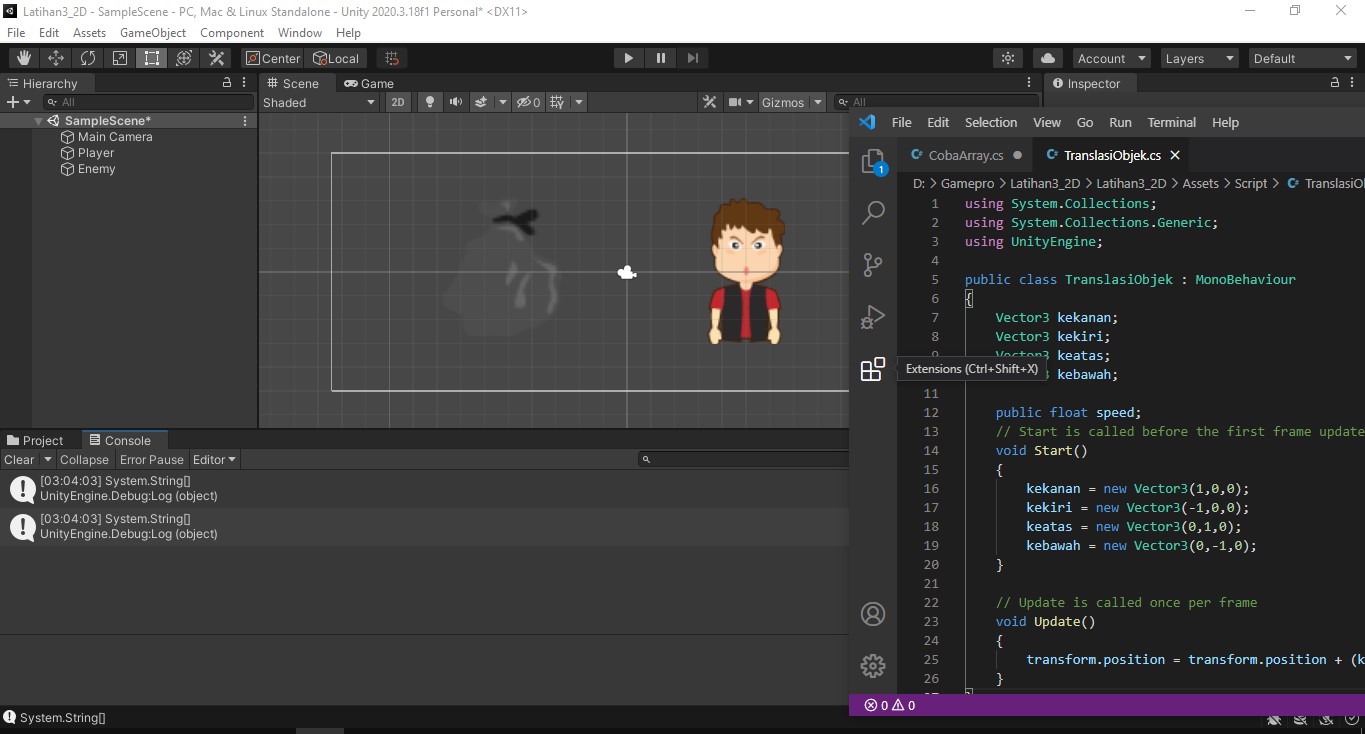 Latihan3_2D - SampleScene - PC, Mac & Linux Standalone - Unity 2020.3.18f1 Personal* <DX11>
File Edit Assets GameObject Component Window Help
Center Local Account Layers Default
Hierarchy
All
SampleScene*
Main Camera
Player
Enemy
Scene Game
Shaded 2D 0 Gizmos All
Inspector
File Edit Selection View Go Run Terminal Help
1
CobaArray.cs TranslasiObjek.cs
D: > Gamepro > Latihan3_2D > Latihan3_2D > Assets > Script > TranslasiO
1 using System.Collections;
2 using System.Collections.Generic;
3 using UnityEngine;
4
5 public class TranslasiObjek : MonoBehaviour
6 {
7 Vector3 kekanan;
8 Vector3 kekiri;
9 Vector3 keatas;
Extensions (Ctrl+Shift+X)
kebawah;
11
12 public float speed;
13 // Start is called before the first frame update
14 void Start()
15 {
16 kekanan = new Vector3(1,0,0);
17 kekiri = new Vector3(-1,0,0);
18 keatas = new Vector3(0,1,0);
19 kebawah = new Vector3(0,-1,0);
20 }
21
22 // Update is called once per frame
23 void Update()
24 {
25 transform.position = transform.position + (k
26 }
}
0 0
Project Console
Clear Collapse Error Pause Editor
[03:04:03] System.String[]
UnityEngine.Debug:Log (object)
[03:04:03] System.String[]
UnityEngine.Debug:Log (object)
System.String[]